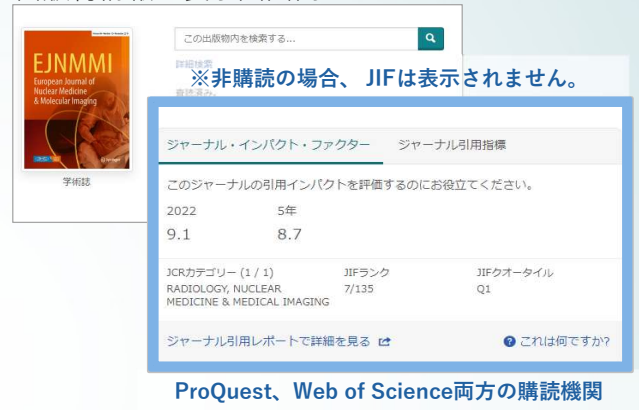 EJNMMI
European Journal of
Nuclear Medicine
& Molecular Imaging
学術誌
この出版物内を検索する...
詳細検索
※非購読の場合、 JIFは表示されません。
ジャーナル・インパクト・ファクター ジャーナル引用指標
このジャーナルの引用インパクトを評価するのにお役立てください。
2022 5年
9.1 8.7
JCRカテゴリー (1 / 1) JIFランク JIFクオータイル
RADIOLOGY, NUCLEAR 7/135 Q1
MEDICINE & MEDICAL IMAGING
ジャーナル引用レポートで詳細を見る これは何ですか?
ProQuest、Web of Science両方の購読機関